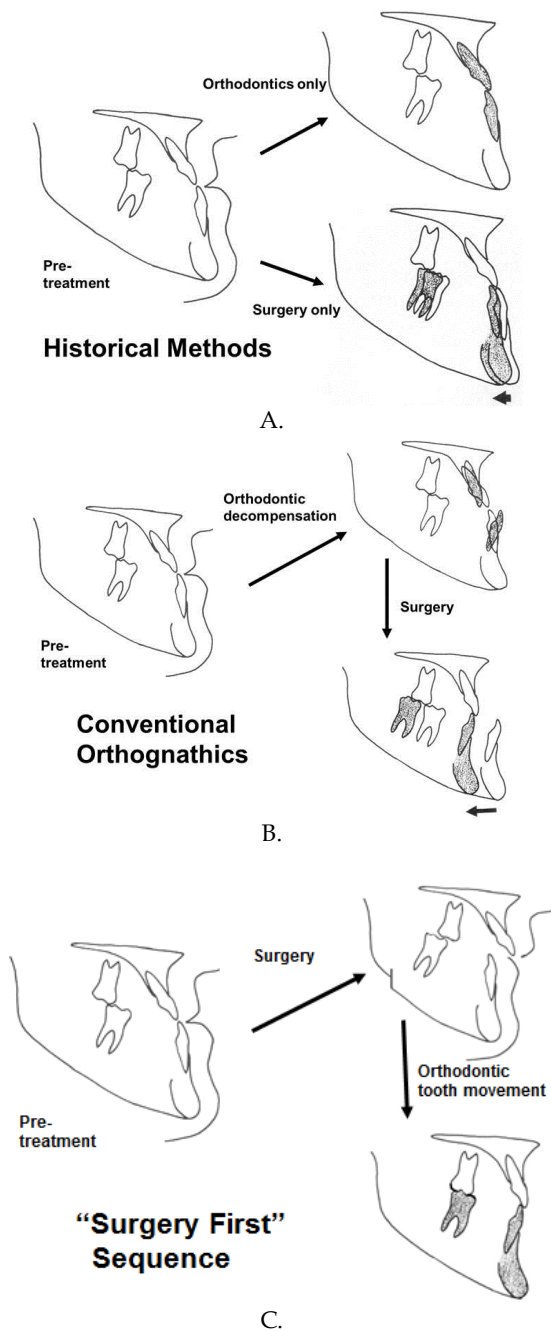 Orthodontics only
Pre-
treatment
Surgery only
Historical Methods
A.
Orthodontic
decompensation
Surgery
Pre-
treatment
Conventional
Orthognathics
B.
Surgery
Orthodontic
tooth movement
Pre-
treatment
“Surgery First”
Sequence
C.